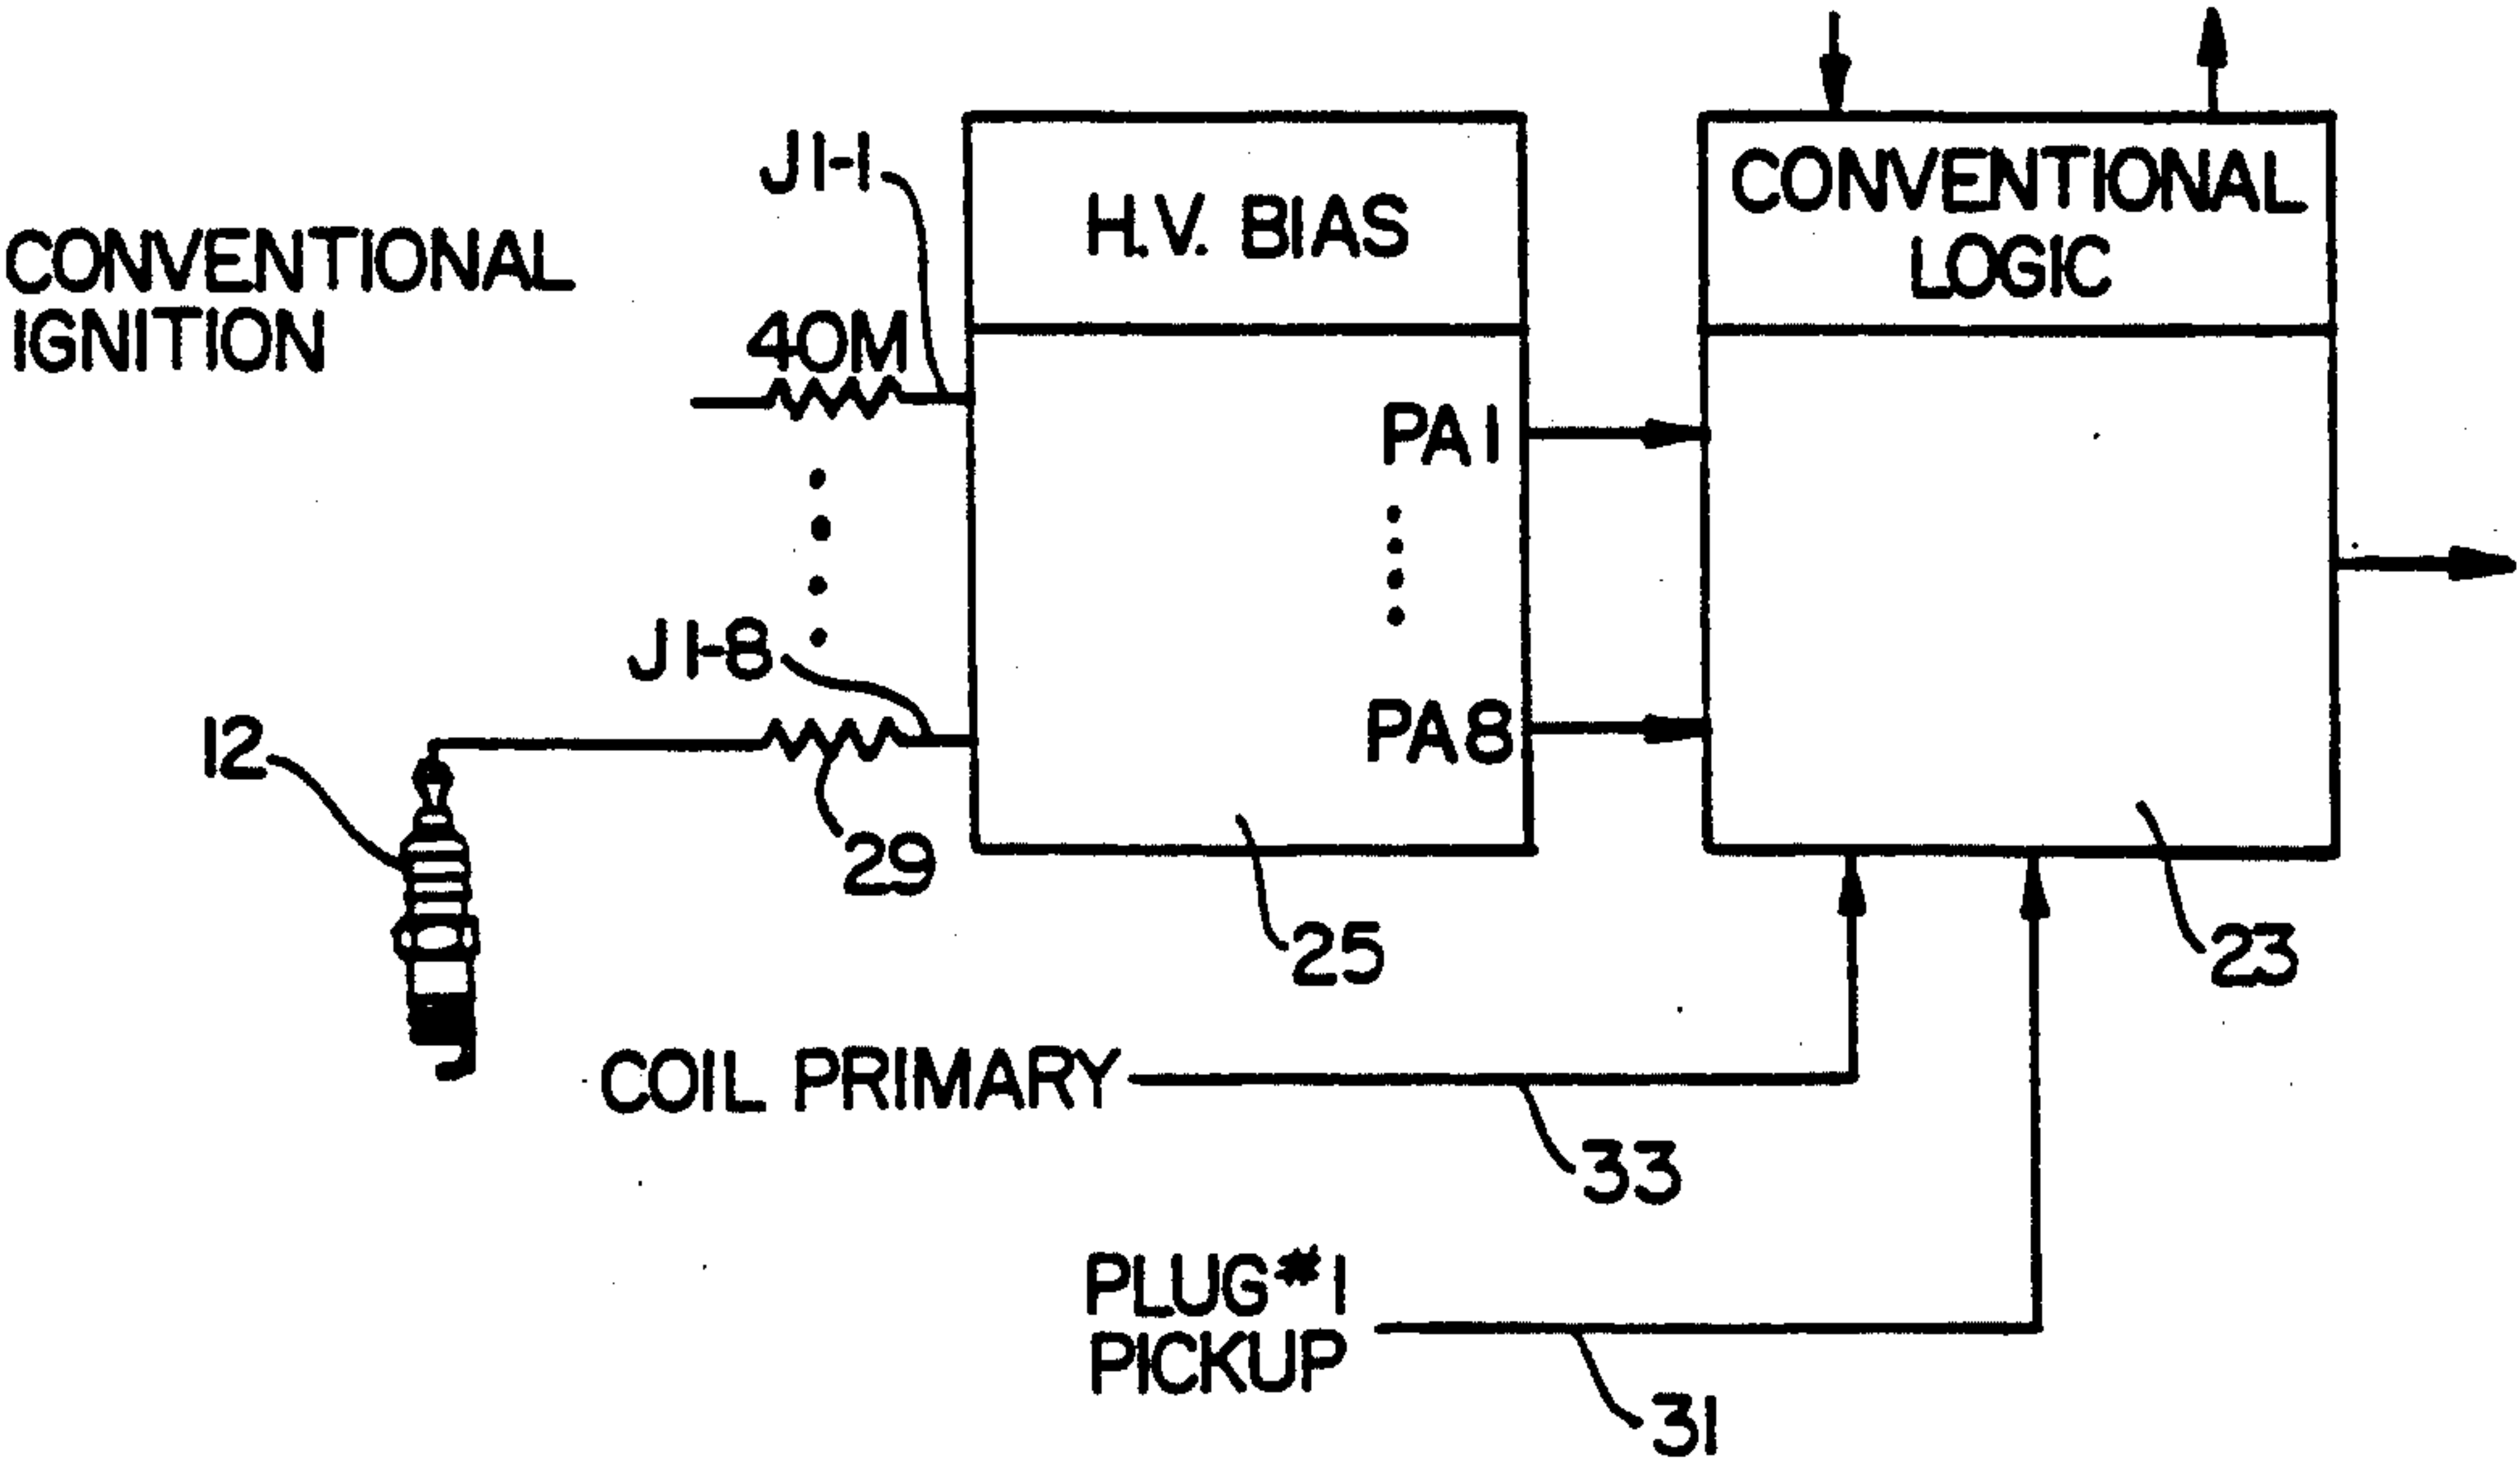 CONVENTIONAL
IGNITION
J1-1
40M
J1-8
12
29
H.V. BIAS
PA1
PA8
25
CONVENTIONAL
LOGIC
23
COIL PRIMARY
33
PLUG#1
PICKUP
31